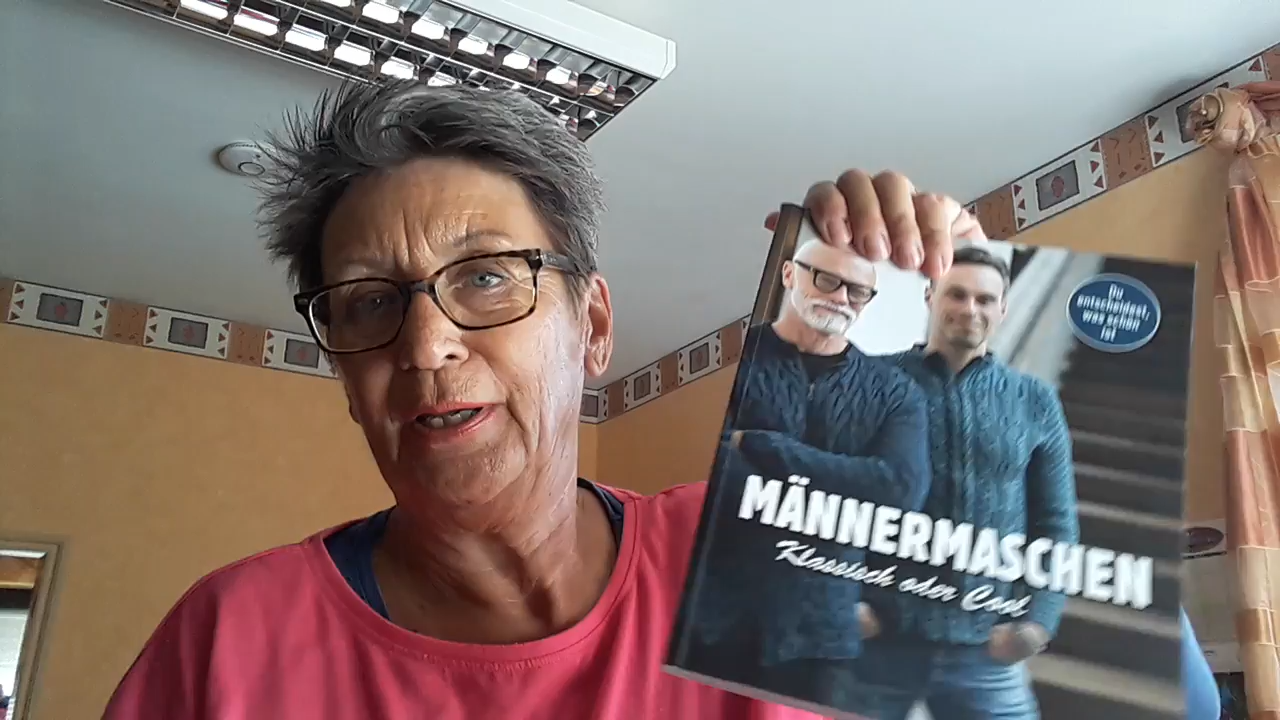 Du
entscheidest,
was schön
ist
MÄNNERMASCHEN
Klassisch oder Cool